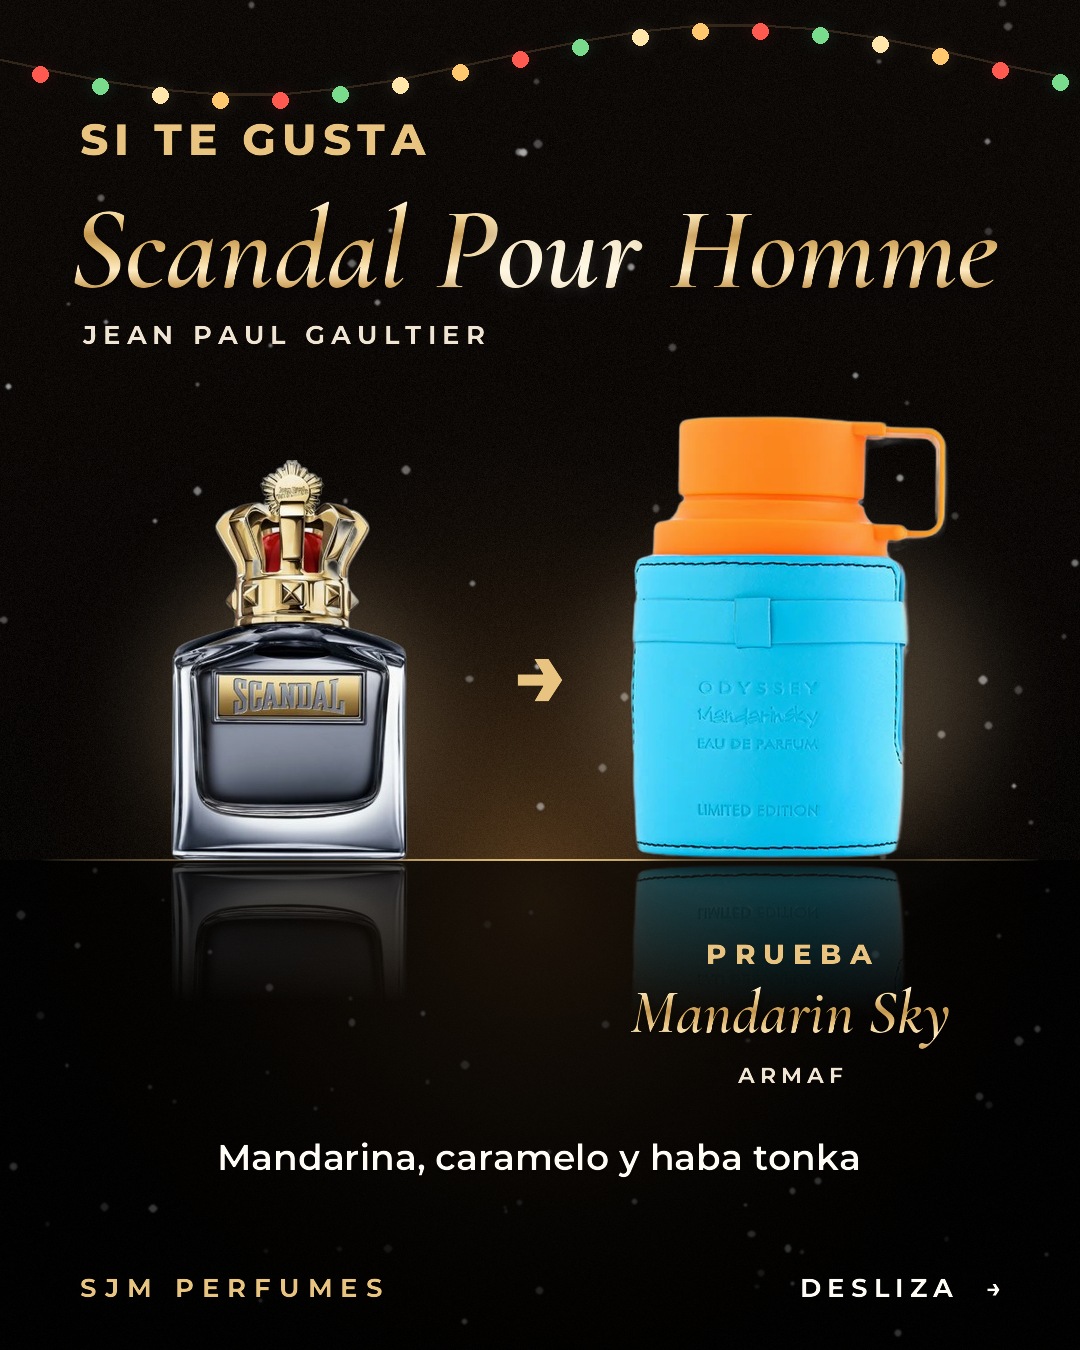 SI TE GUSTA
Scandal Pour Homme
JEAN PAUL GAULTIER
SCANDAL
ODYSSEY
Mandarin Sky
EAU DE PARFUM
LIMITED EDITION
PRUEBA
Mandarin Sky
ARMAF
Mandarina, caramelo y haba tonka
SJM PERFUMES
DESLIZA →